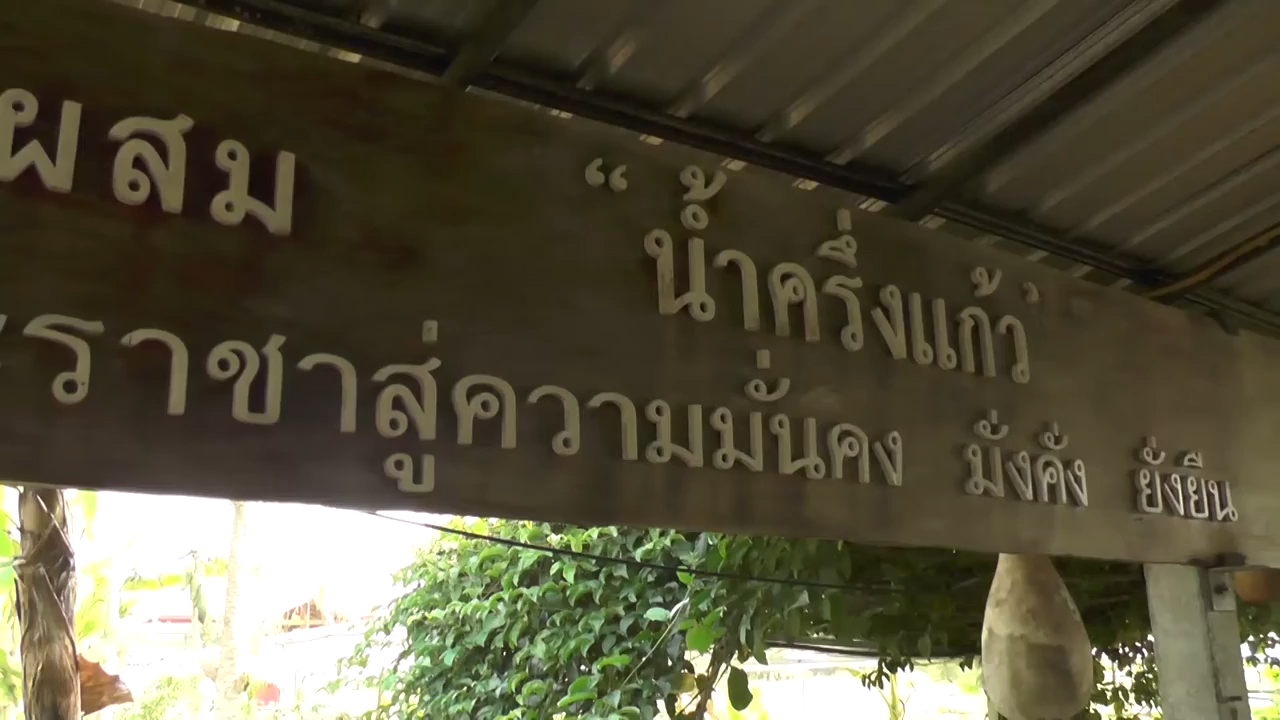 ผสม “น้ำครึ่งแก้ว”
ราชาสู่ความมั่นคง มั่งคั่ง ยั่งยืน